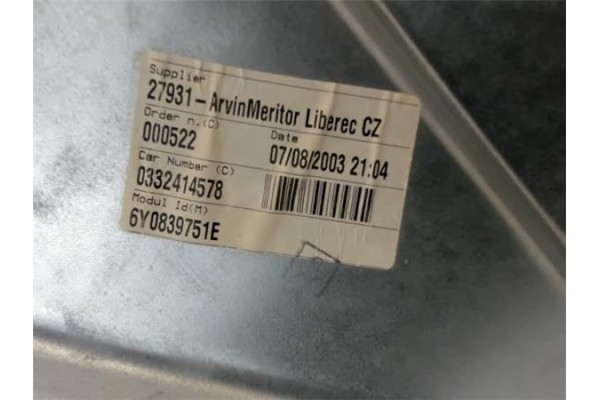 Supplier
27931-ArvinMeritor Liberec CZ
Order n.(C) Date
000522 07/08/2003 21:04
Car Number (C)
0332414578
Modul Id(M)
6Y0839751E